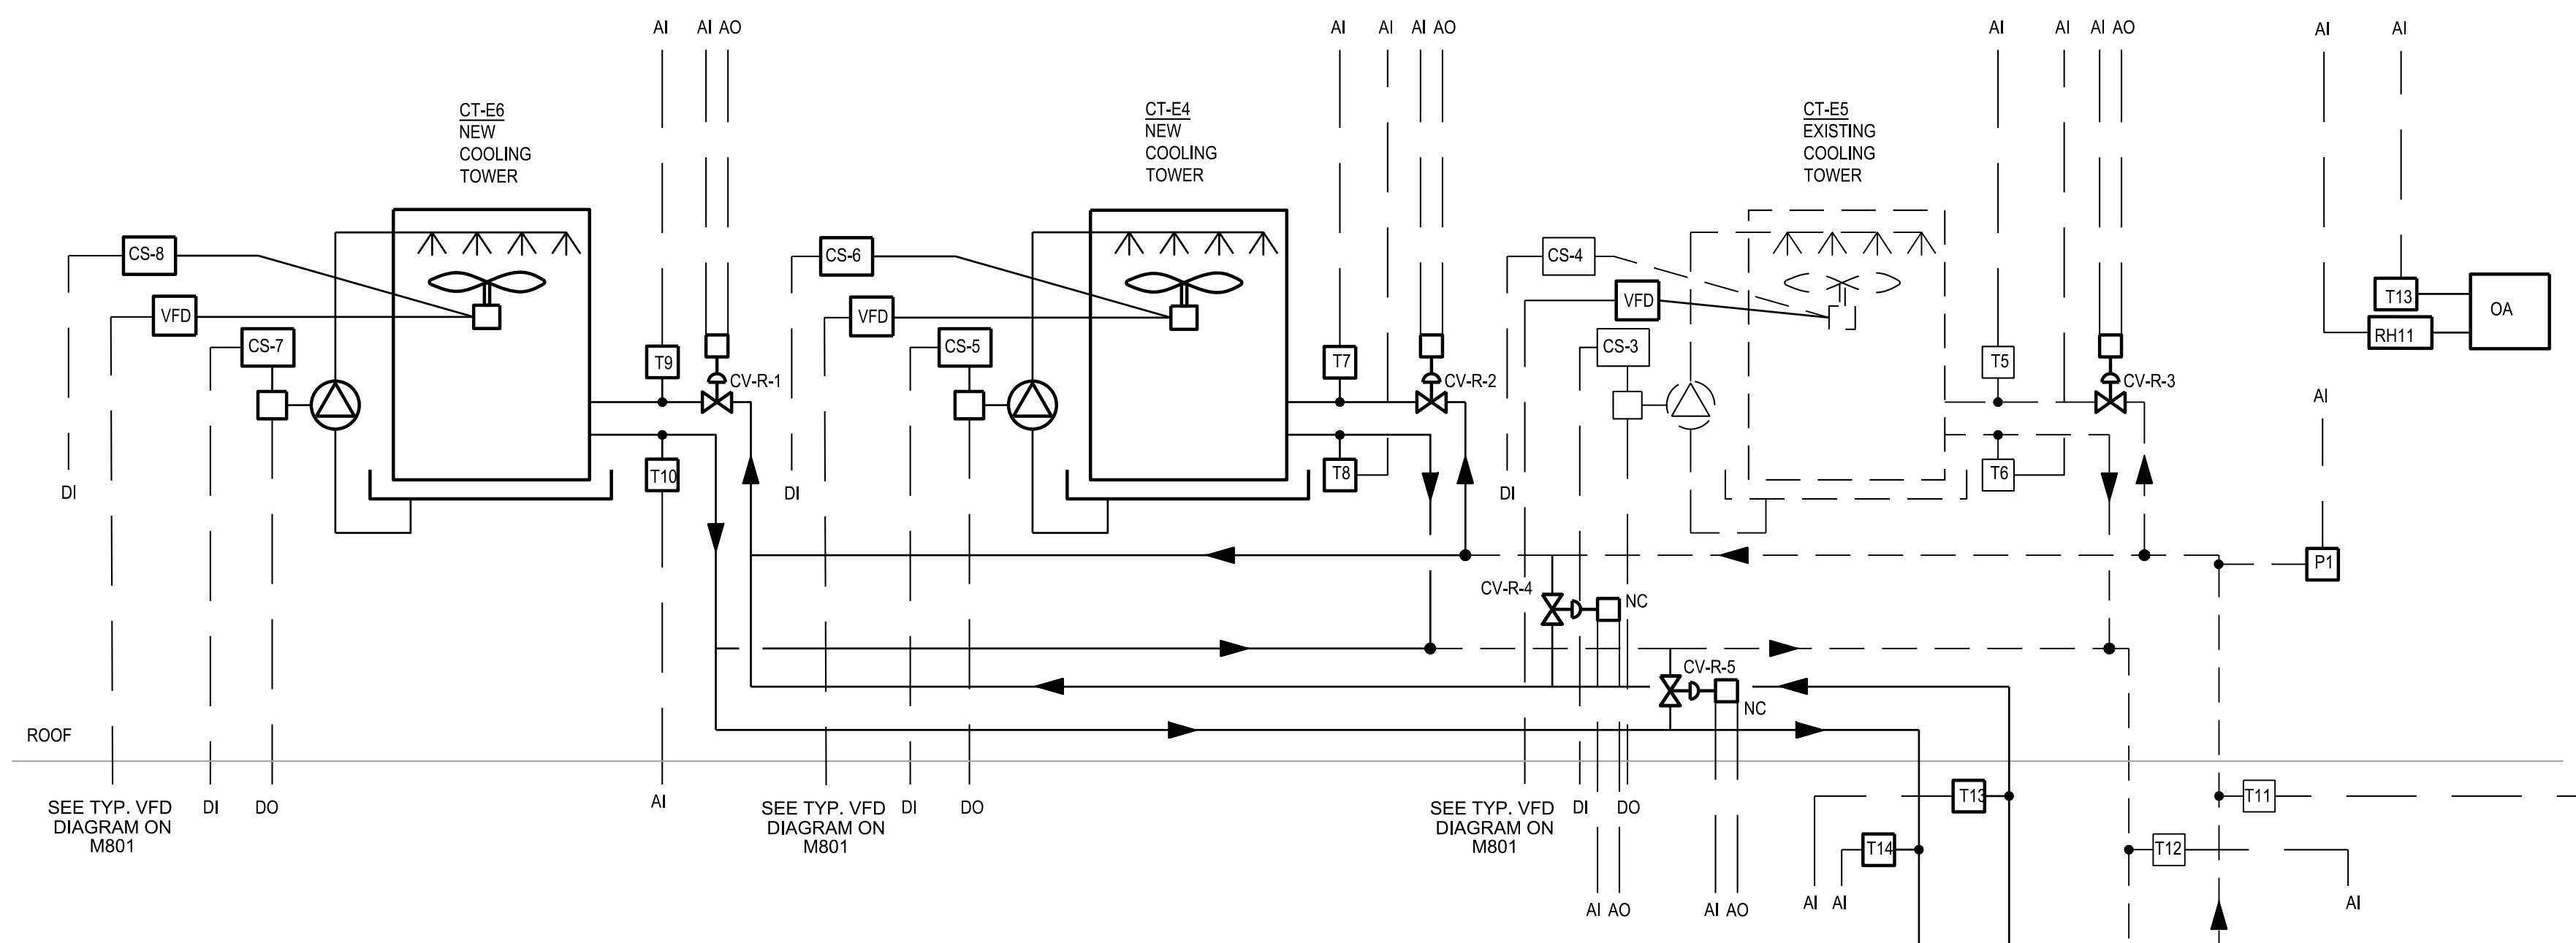 AI
AI AO
AI
AI
AI AO
AI
AI
AI AO
AI
AI
CT-E6
NEW
COOLING
TOWER
CT-E4
NEW
COOLING
TOWER
CT-E5
EXISTING
COOLING
TOWER
CS-8
VFD
CS-7
T9
CV-R-1
T10
DI
CS-6
VFD
CS-5
T7
CV-R-2
T8
DI
CS-4
VFD
CS-3
T5
CV-R-3
T6
DI
T13
RH11
OA
AI
P1
CV-R-4
NC
CV-R-5
NC
ROOF
SEE TYP. VFD
DIAGRAM ON
M801
DI
DO
AI
SEE TYP. VFD
DIAGRAM ON
M801
DI
DO
SEE TYP. VFD
DIAGRAM ON
M801
DI
DO
T13
T11
T14
T12
AI AO
AI AO
AI AI
AI